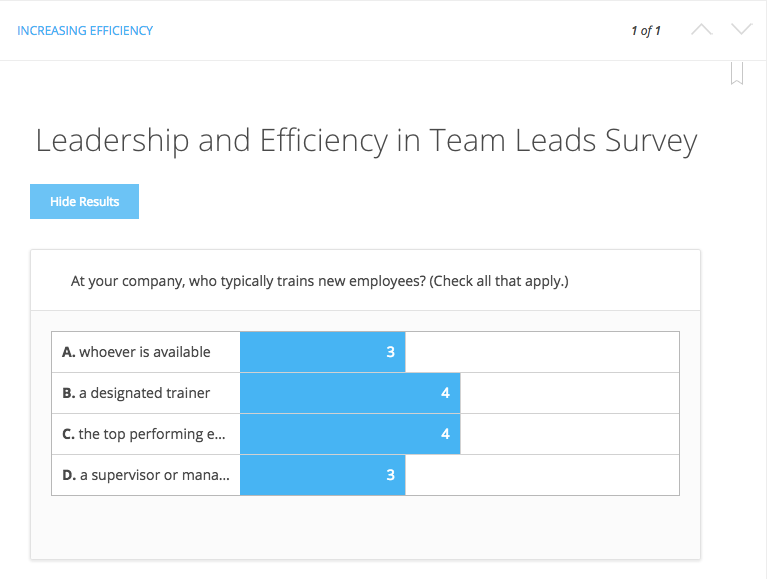 INCREASING EFFICIENCY
1 of 1
Leadership and Efficiency in Team Leads Survey
Hide Results
At your company, who typically trains new employees? (Check all that apply.)
A. whoever is available 3
B. a designated trainer 4
C. the top performing e... 4
D. a supervisor or mana... 3